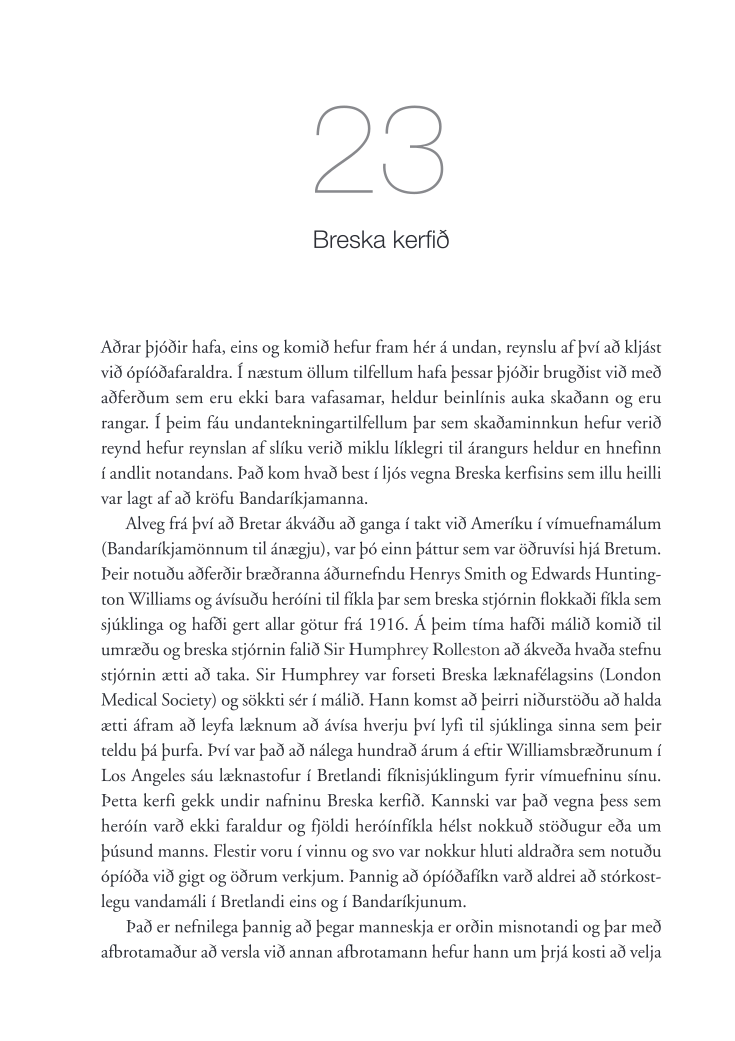 23
Breska kerfið
Aðrar þjóðir hafa, eins og komið hefur fram hér á undan, reynslu af því að kljást
við ópíóðafaraldra. Í næstum öllum tilfellum hafa þessar þjóðir brugðist við með
aðferðum sem eru ekki bara vafasamar, heldur beinlínis auka skaðann og eru
rangar. Í þeim fáu undantekningartilfellum þar sem skaðaminnkun hefur verið
reynd hefur reynslan af slíku verið miklu líklegri til árangurs heldur en hnefinn
í andlit notandans. Það kom hvað best í ljós vegna Breska kerfisins sem illu heilli
var lagt af að kröfu Bandaríkjamanna.
Alveg frá því að Bretar ákváðu að ganga í takt við Ameríku í vímuefnamálum
(Bandaríkjamönnum til ánægju), var þó einn þáttur sem var öðruvísi hjá Bretum.
Þeir notuðu aðferðir bræðranna áðurnefndu Henrys Smith og Edwards Hunting-
ton Williams og ávísuðu heróíni til fíkla þar sem breska stjórnin flokkaði fíkla sem
sjúklinga og hafði gert allar götur frá 1916. Á þeim tíma hafði málið komið til
umræðu og breska stjórnin falið Sir Humphrey Rolleston að ákveða hvaða stefnu
stjórnin ætti að taka. Sir Humphrey var forseti Breska læknafélagsins (London
Medical Society) og sökkti sér í málið. Hann komst að þeirri niðurstöðu að halda
ætti áfram að leyfa læknum að ávísa hverju því lyfi til sjúklinga sinna sem þeir
teldu þá þurfa. Því var það að nálega hundrað árum á eftir Williamsbræðrunum í
Los Angeles sáu læknastofur í Bretlandi fíknisjúklingum fyrir vímuefninu sínu.
Þetta kerfi gekk undir nafninu Breska kerfið. Kannski var það vegna þess sem
heróín varð ekki faraldur og fjöldi heróínfíkla hélst nokkuð stöðugur eða um
þúsund manns. Flestir voru í vinnu og svo var nokkur hluti aldraðra sem notuðu
ópíóða við gigt og öðrum verkjum. Þannig að ópíóðafíkn varð aldrei að stórkost-
legu vandamáli í Bretlandi eins og í Bandaríkjunum.
Það er nefnilega þannig að þegar manneskja er orðin misnotandi og þar með
afbrotamaður að versla við annan afbrotamann hefur hann um þrjá kosti að velja